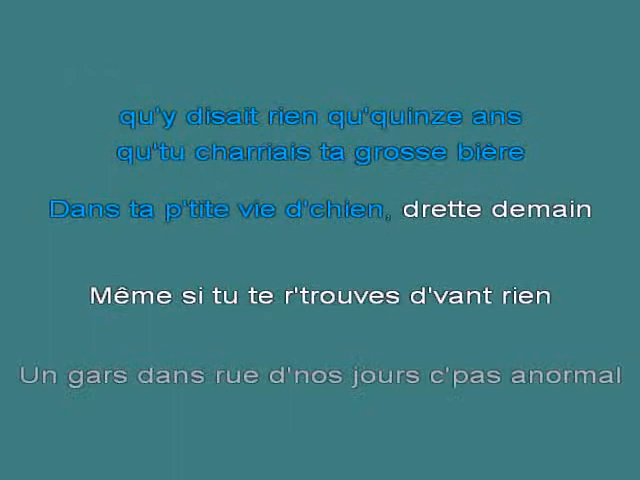 qu'y disait rien qu'quinze ans
qu'tu charriais ta grosse bière
Dans ta p'tite vie d'chien, drette demain
Même si tu te r'trouves d'vant rien
Un gars dans rue d'nos jours c'pas anormal